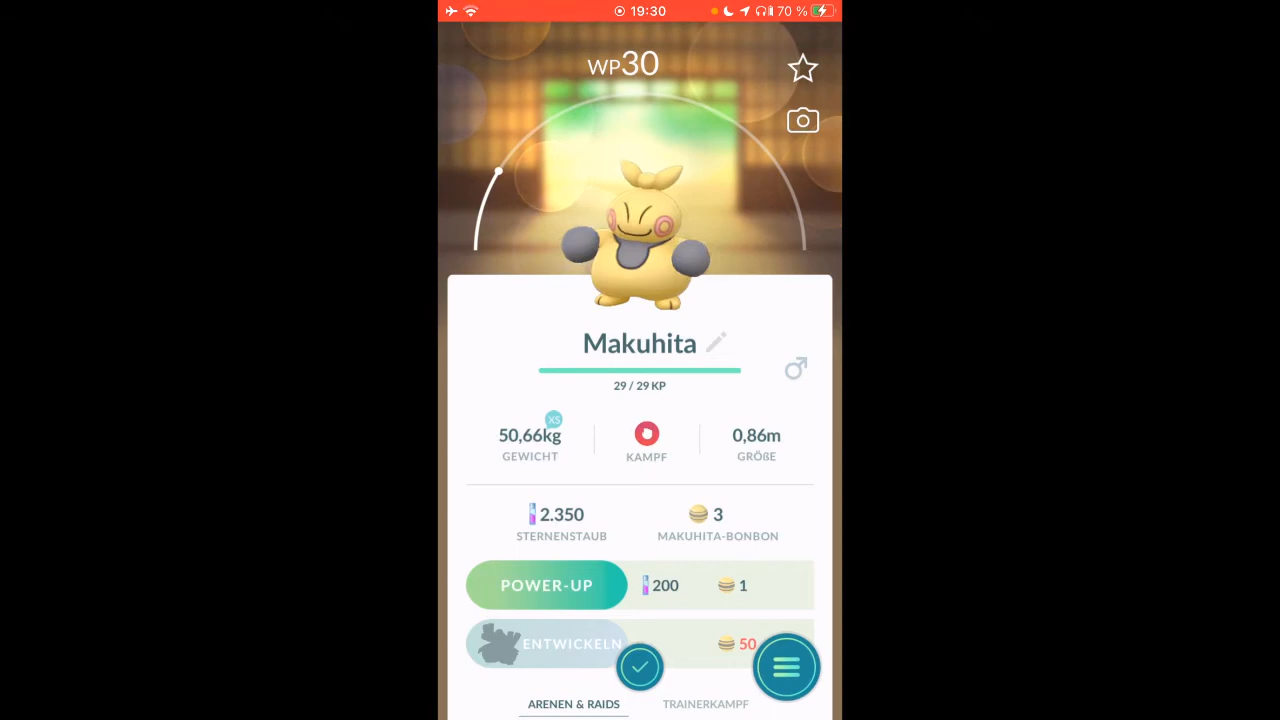 19:30
70 %
WP30
Makuhita
29 / 29 KP
XS
50,66kg
0,86m
GEWICHT
KAMPF
GRÖßE
2.350
3
STERNENSTAUB
MAKUHITA-BONBON
POWER-UP
200
1
ENTWICKELN
50
ARENEN & RAIDS
TRAINERKAMPF